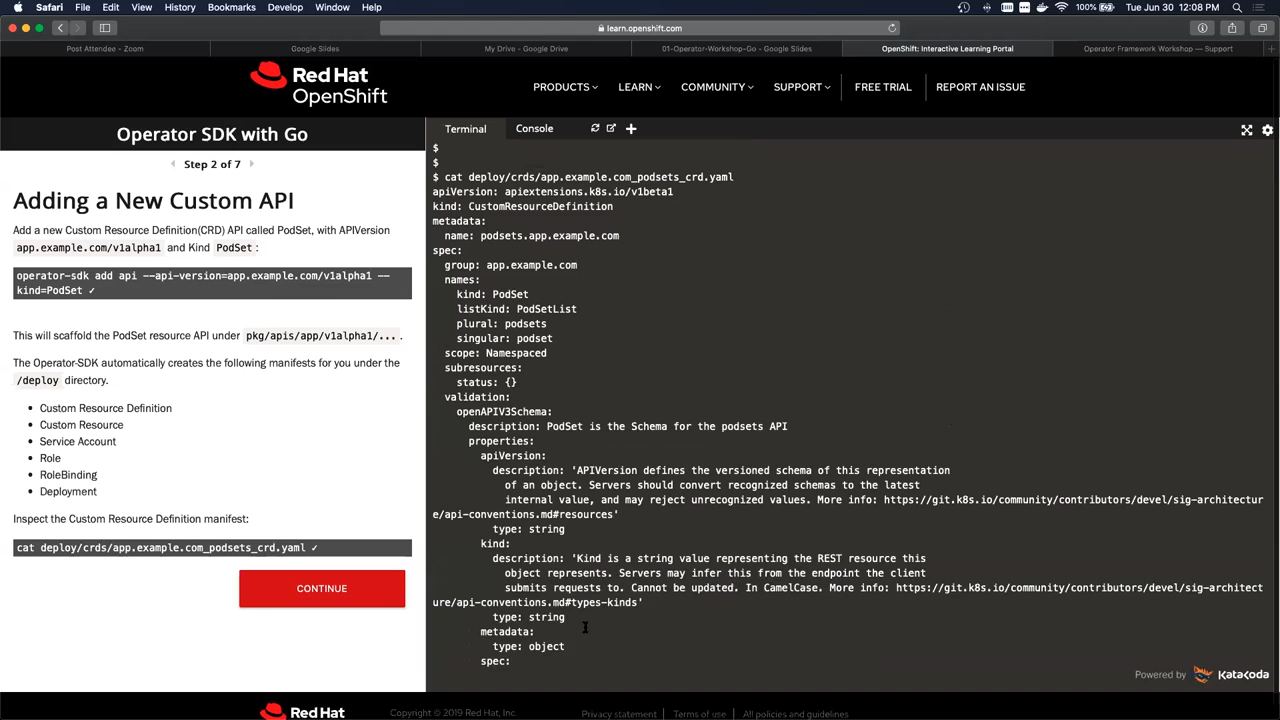 Safari File Edit View History Bookmarks Develop Window Help 100% Tue Jun 30 12:08 PM
learn.openshift.com
Post Attendee - Zoom Google Slides My Drive - Google Drive 01-Operator-Workshop-Go - Google Slides OpenShift: Interactive Learning Portal Operator Framework Workshop — Support
Red Hat
OpenShift
PRODUCTS LEARN COMMUNITY SUPPORT FREE TRIAL REPORT AN ISSUE
Operator SDK with Go
Step 2 of 7
Adding a New Custom API
Add a new Custom Resource Definition(CRD) API called PodSet, with APIVersion
app.example.com/v1alpha1 and Kind PodSet :
operator-sdk add api --api-version=app.example.com/v1alpha1 --
kind=PodSet ✓
This will scaffold the PodSet resource API under pkg/apis/app/v1alpha1/... .
The Operator-SDK automatically creates the following manifests for you under the
/deploy directory.
• Custom Resource Definition
• Custom Resource
• Service Account
• Role
• RoleBinding
• Deployment
Inspect the Custom Resource Definition manifest:
cat deploy/crds/app.example.com_podsets_crd.yaml ✓
CONTINUE
Terminal Console
$
$
$ cat deploy/crds/app.example.com_podsets_crd.yaml
apiVersion: apiextensions.k8s.io/v1beta1
kind: CustomResourceDefinition
metadata:
name: podsets.app.example.com
spec:
group: app.example.com
names:
kind: PodSet
listKind: PodSetList
plural: podsets
singular: podset
scope: Namespaced
subresources:
status: {}
validation:
openAPIV3Schema:
description: PodSet is the Schema for the podsets API
properties:
apiVersion:
description: 'APIVersion defines the versioned schema of this representation
of an object. Servers should convert recognized schemas to the latest
internal value, and may reject unrecognized values. More info: https://git.k8s.io/community/contributors/devel/sig-architectur
e/api-conventions.md#resources'
type: string
kind:
description: 'Kind is a string value representing the REST resource this
object represents. Servers may infer this from the endpoint the client
submits requests to. Cannot be updated. In CamelCase. More info: https://git.k8s.io/community/contributors/devel/sig-architect
ure/api-conventions.md#types-kinds'
type: string
metadata:
type: object
spec:
Powered by KataKoda
Red Hat Copyright © 2019 Red Hat, Inc. Privacy statement Terms of use All policies and guidelines